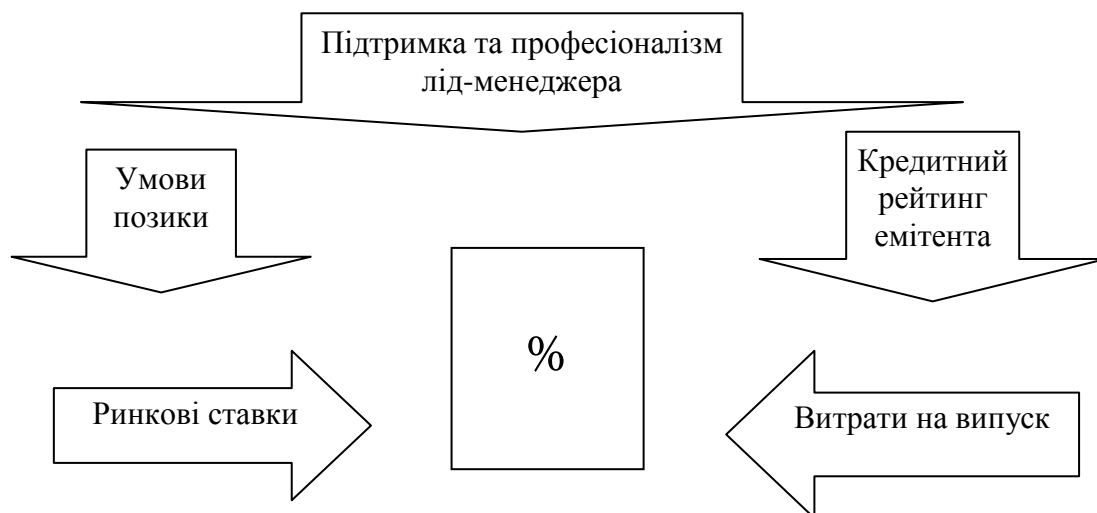 Підтримка та професіоналізм
лід-менеджера
Умови
позики
Кредитний
рейтинг
емітента
%
Ринкові ставки
Витрати на випуск